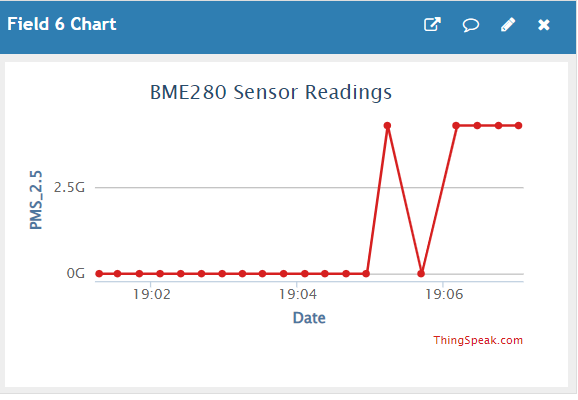 Field 6 Chart
BME280 Sensor Readings
PMS_2.5
2.5G
0G
19:02
19:04
19:06
Date
ThingSpeak.com